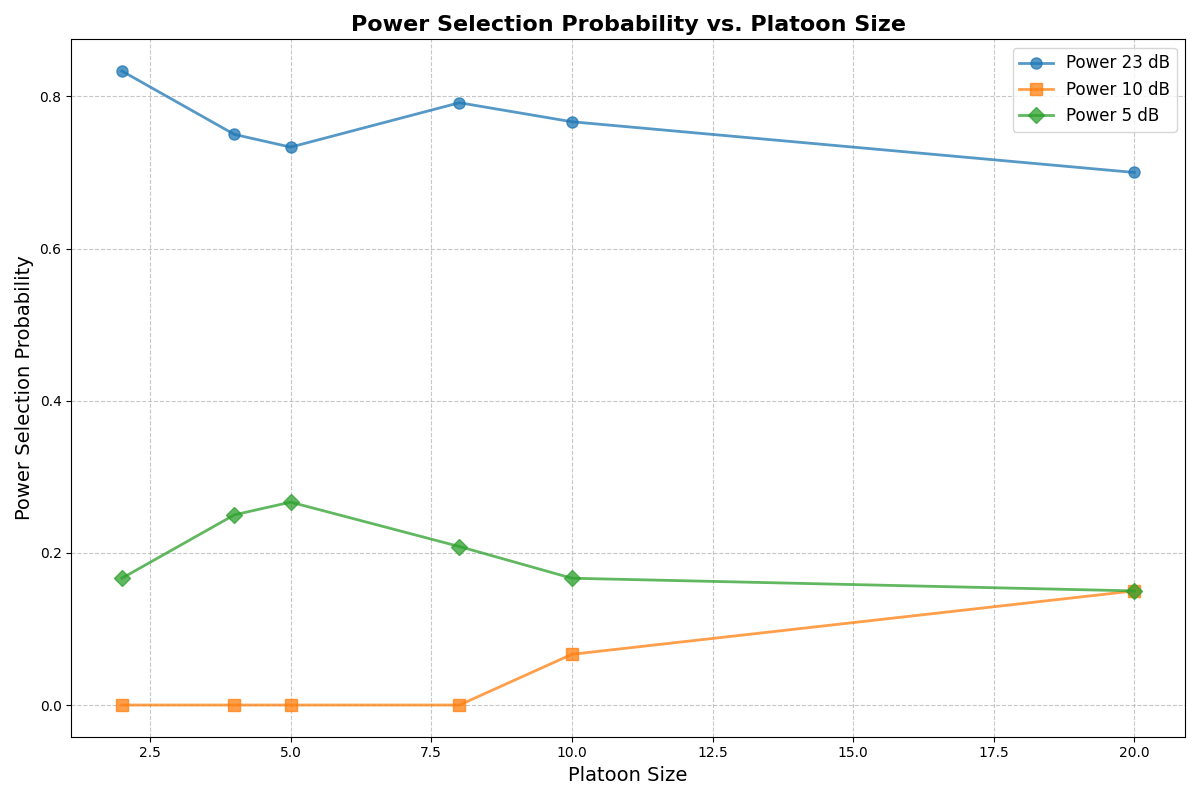 Power Selection Probability vs. Platoon Size
Power 23 dB
Power 10 dB
Power 5 dB
Power Selection Probability
0.8
0.6
0.4
0.2
0.0
2.5 5.0 7.5 10.0 12.5 15.0 17.5 20.0
Platoon Size